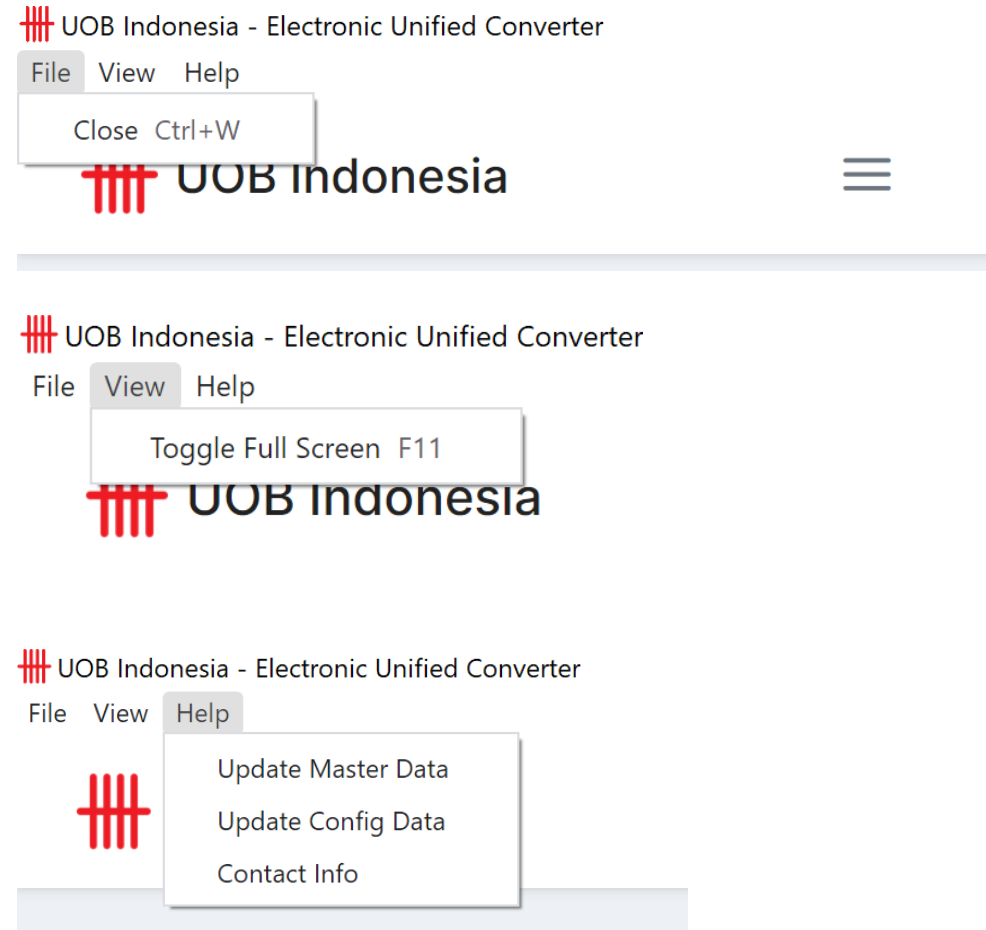 UOB Indonesia - Electronic Unified Converter
File View Help
Close Ctrl+W
UOB Indonesia
UOB Indonesia - Electronic Unified Converter
File View Help
Toggle Full Screen F11
UOB Indonesia
UOB Indonesia - Electronic Unified Converter
File View Help
Update Master Data
Update Config Data
Contact Info